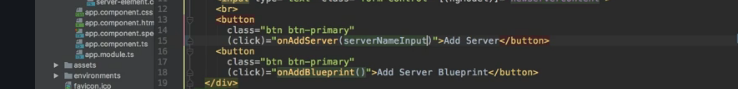 server-element.c
12 <br>
app.component.css
13 <button
app.component.htm
14 class="btn btn-primary"
app.component.spe
15 (click)="onAddServer(serverNameInput)">Add Server</button>
app.component.ts
16 <button
app.module.ts
17 class="btn btn-primary"
assets
18 (click)="onAddBlueprint()">Add Server Blueprint</button>
environments
19 </div>
favicon.ico